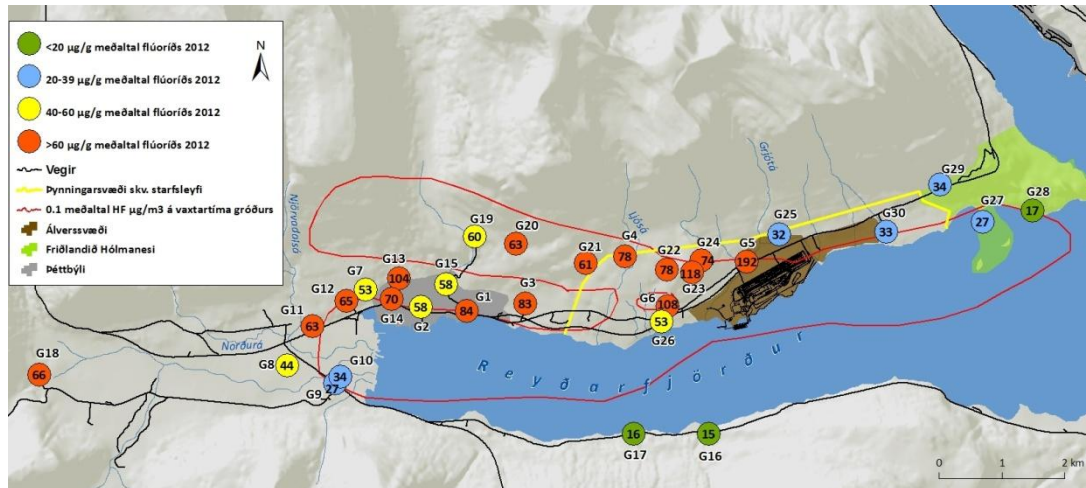 <20 µg/g meðaltal flúoríðs 2012
20-39 µg/g meðaltal flúoríðs 2012
40-60 µg/g meðaltal flúoríðs 2012
>60 µg/g meðaltal flúoríðs 2012
Vegir
Þynningarsvæði skv. starfsleyfi
0.1 meðaltal HF µg/m3 á vaxtartíma gróðurs
Álverssvæði
Friðlandið Hólmanesi
Þéttbýli
N
Njörvadalsá
Ljósá
Grjótá
Norðurá
Reyðarfjörður
G29
34
G28
17
G27
27
G30
33
G25
32
G19
60
G20
63
G21
61
G4
78
G22
78
G24
74
G23
118
G5
192
G6
108
G26
53
G13
104
G7
53
G15
58
G12
65
G14
70
G2
58
G1
84
G3
83
G11
63
G18
66
G8
44
G10
34
G9
27
G17
16
G16
15
0 1 2 km